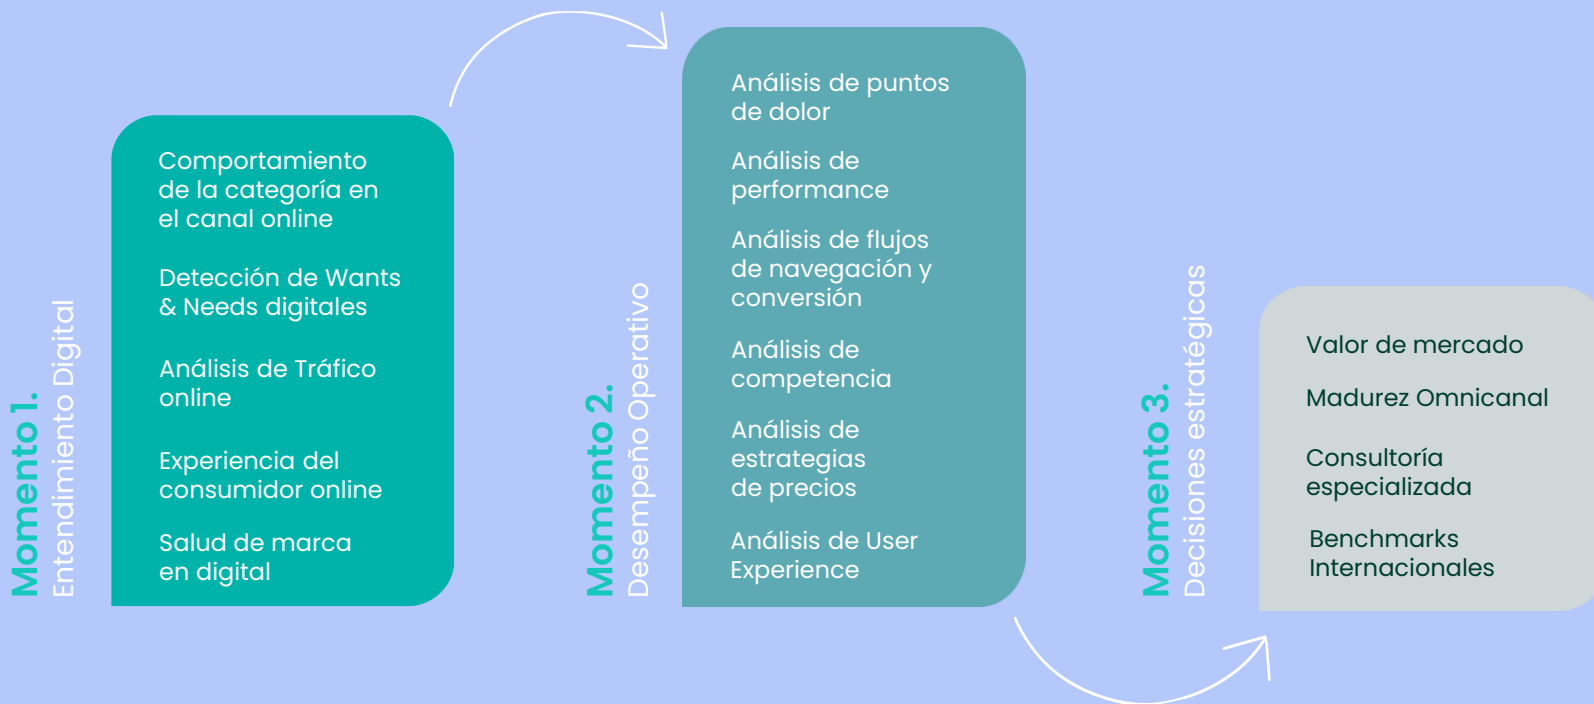 Momento 1.
Entendimiento Digital
Comportamiento
de la categoría en
el canal online
Detección de Wants
& Needs digitales
Análisis de Tráfico
online
Experiencia del
consumidor online
Salud de marca
en digital
Momento 2.
Desempeño Operativo
Análisis de puntos
de dolor
Análisis de
performance
Análisis de flujos
de navegación y
conversión
Análisis de
competencia
Análisis de
estrategias
de precios
Análisis de User
Experience
Momento 3.
Decisiones estratégicas
Valor de mercado
Madurez Omnicanal
Consultoría
especializada
Benchmarks
Internacionales